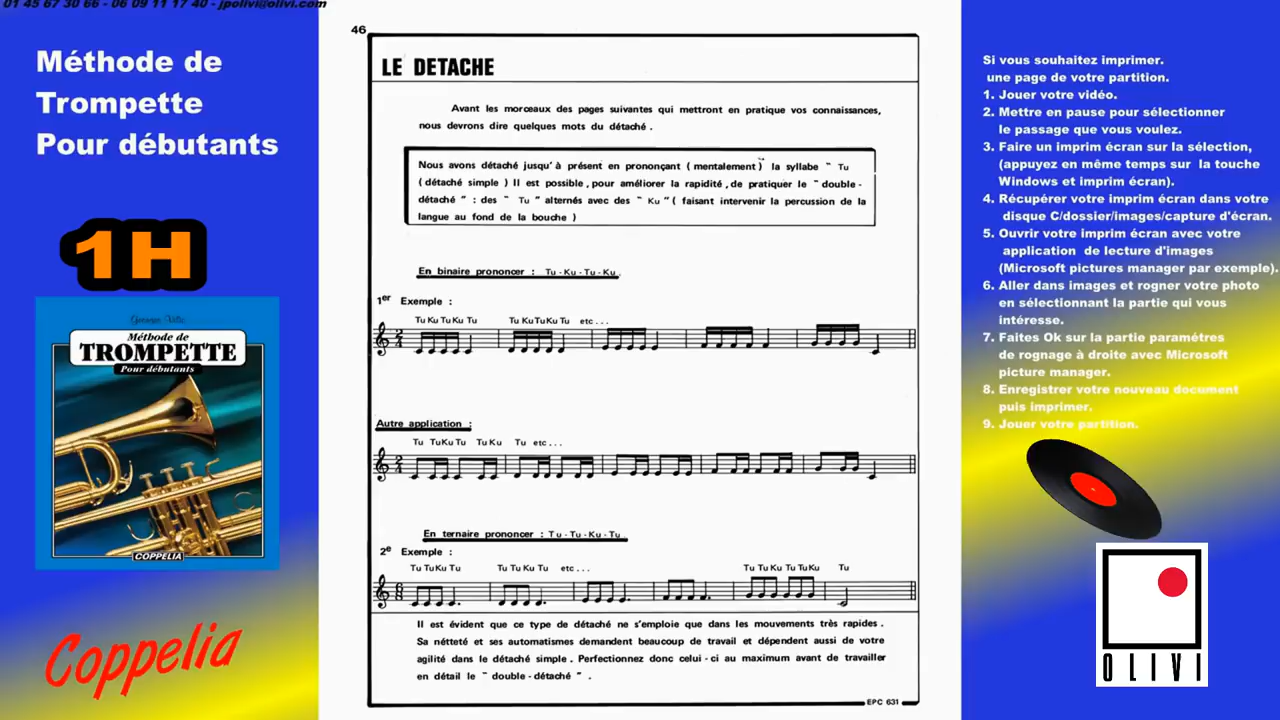 01 45 67 30 66 - 06 09 11 17 40 - jpolivi@olivi.com
Méthode de
Trompette
Pour débutants
1H
Méthode de
TROMPETTE
Pour débutants
COPPELIA
Coppelia
46
LE DETACHE
Avant les morceaux des pages suivantes qui mettront en pratique vos connaissances,
nous devrons dire quelques mots du détaché .
Nous avons détaché jusqu'à présent en prononçant ( mentalement ) la syllabe " Tu
( détaché simple ) Il est possible , pour améliorer la rapidité , de pratiquer le " double -
détaché " : des " Tu " alternés avec des " Ku " ( faisant intervenir la percussion de la
langue au fond de la bouche )
En binaire prononcer : Tu - Ku - Tu - Ku .
1er Exemple :
Tu Ku Tu Ku Tu Tu Ku Tu Ku Tu etc . . .
2 4
Autre application :
Tu Tu Ku Tu Tu Ku Tu etc . . .
2 4
En ternaire prononcer : Tu - Tu - Ku - Tu .
2e Exemple :
Tu Tu Ku Tu Tu Tu Ku Tu etc . . . Tu Tu Ku Tu Ku Tu Tu
6 8
Il est évident que ce type de détaché ne s'emploie que dans les mouvements très rapides .
Sa nétteté et ses automatismes demandent beaucoup de travail et dépendent aussi de votre
agilité dans le détaché simple . Perfectionnez donc celui - ci au maximum avant de travailler
en détail le " double - détaché " .
EPC 631
Si vous souhaitez imprimer.
une page de votre partition.
1. Jouer votre vidéo.
2. Mettre en pause pour sélectionner
le passage que vous voulez.
3. Faire un imprim écran sur la sélection,
(appuyez en même temps sur la touche
Windows et imprim écran).
4. Récupérer votre imprim écran dans votre
disque C/dossier/images/capture d'écran.
5. Ouvrir votre imprim écran avec votre
application de lecture d'images
(Microsoft pictures manager par exemple).
6. Aller dans images et rogner votre photo
en sélectionnant la partie qui vous
intéresse.
7. Faites Ok sur la partie paramétres
de rognage à droite avec Microsoft
picture manager.
8. Enregistrer votre nouveau document
puis imprimer.
9. Jouer votre partition.
OLIVI